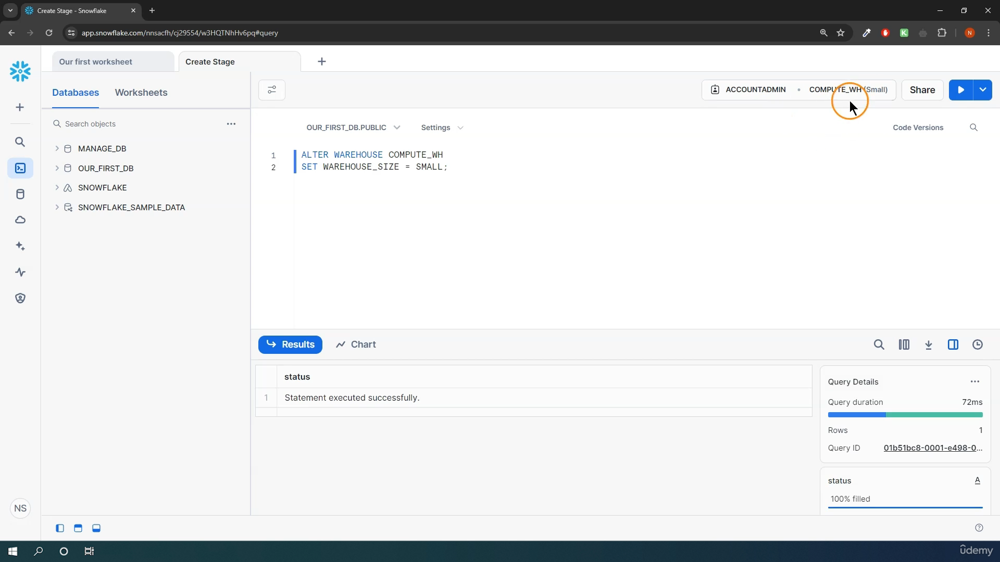 Create Stage - Snowflake
app.snowflake.com/nnsacfh/cj29554/w3HQTNhHv6pq#query
N
Our first worksheet
Create Stage
Databases
Worksheets
ACCOUNTADMIN
COMPUTE_WH (Small)
Share
Search objects
OUR_FIRST_DB.PUBLIC
Settings
Code Versions
MANAGE_DB
OUR_FIRST_DB
SNOWFLAKE
SNOWFLAKE_SAMPLE_DATA
1 ALTER WAREHOUSE COMPUTE_WH
2 SET WAREHOUSE_SIZE = SMALL;
Results
Chart
status
1 Statement executed successfully.
Query Details
Query duration 72ms
Rows 1
Query ID 01b51bc8-0001-e498-0...
status A
100% filled
NS
udemy